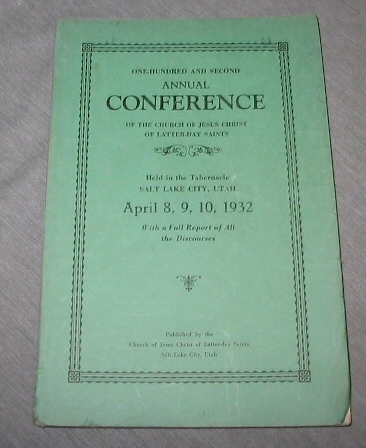 ONE-HUNDRED AND SECOND
ANNUAL
CONFERENCE
OF THE CHURCH OF JESUS CHRIST
OF LATTER-DAY SAINTS
Held in the Tabernacle
SALT LAKE CITY, UTAH
April 8, 9, 10, 1932
With a Full Report of All
the Discourses
Published by the
Church of Jesus Christ of Latter-day Saints
Salt Lake City, Utah